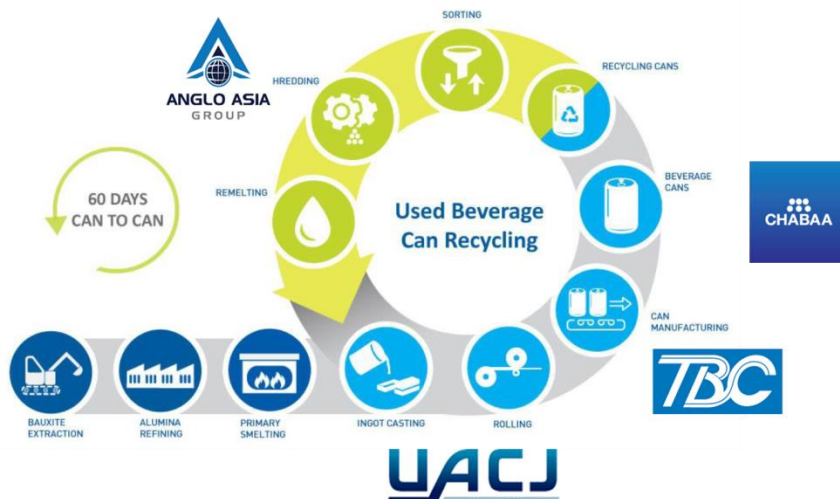 SORTING
ANGLO ASIA
GROUP
HREDDING
RECYCLING CANS
60 DAYS
CAN TO CAN
REMELTING
Used Beverage
Can Recycling
BEVERAGE
CANS
CHABAA
CAN
MANUFACTURING
TBC
BAUXITE
EXTRACTION
ALUMINA
REFINING
PRIMARY
SMELTING
INGOT CASTING
ROLLING
UACJ